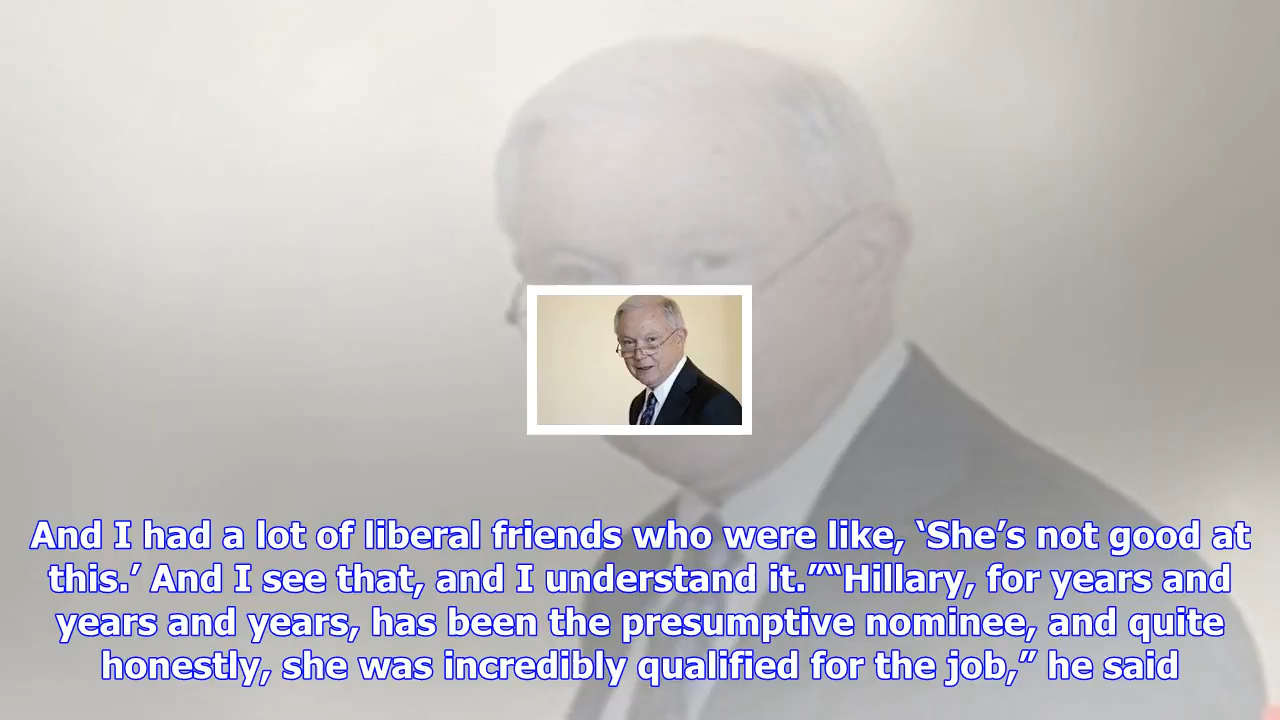 And I had a lot of liberal friends who were like, ‘She’s not good at
this.’ And I see that, and I understand it.”“Hillary, for years and
years and years, has been the presumptive nominee, and quite
honestly, she was incredibly qualified for the job,” he said